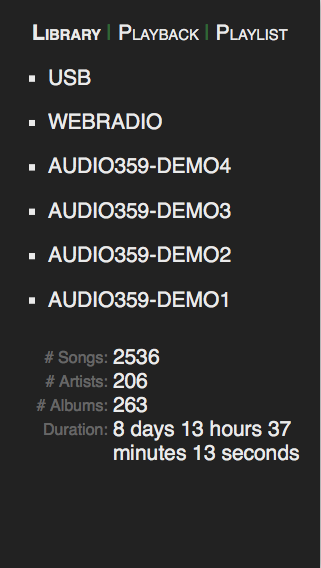 Library | Playback | Playlist
USB
WEBRADIO
AUDIO359-DEMO4
AUDIO359-DEMO3
AUDIO359-DEMO2
AUDIO359-DEMO1
# Songs: 2536
# Artists: 206
# Albums: 263
Duration: 8 days 13 hours 37
minutes 13 seconds